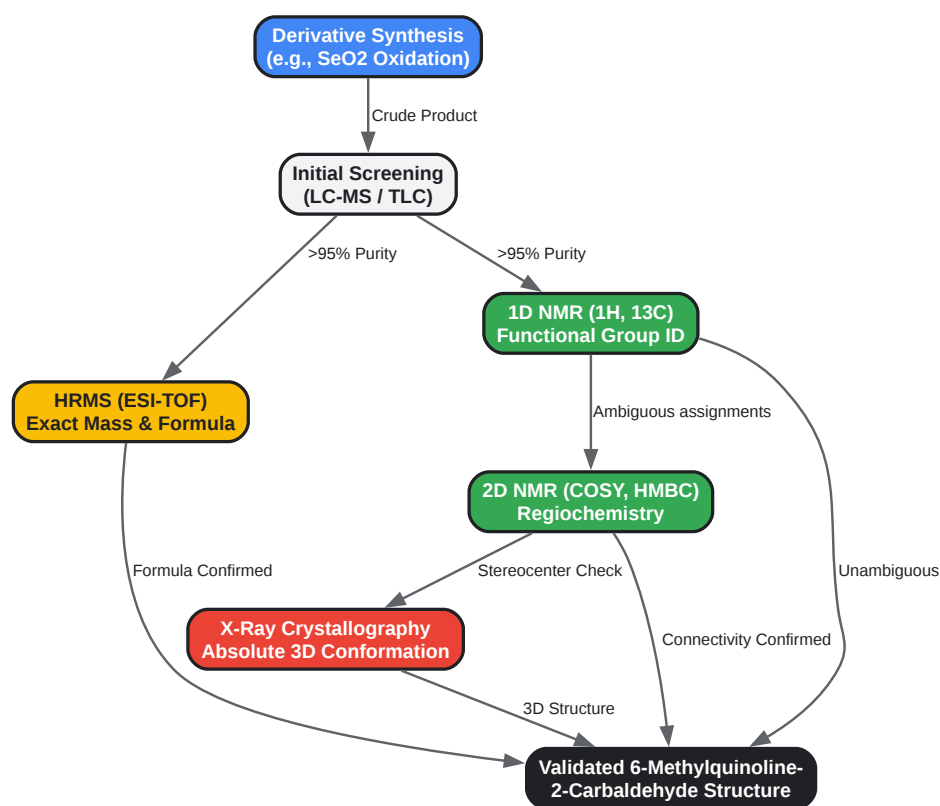 Derivative Synthesis
(e.g., SeO2 Oxidation)
Crude Product
Initial Screening
(LC-MS / TLC)
>95% Purity
>95% Purity
1D NMR (1H, 13C)
Functional Group ID
HRMS (ESI-TOF)
Exact Mass & Formula
Ambiguous assignments
2D NMR (COSY, HMBC)
Regiochemistry
Formula Confirmed
Stereocenter Check
Unambiguous
X-Ray Crystallography
Absolute 3D Conformation
Connectivity Confirmed
3D Structure
Validated 6-Methylquinoline-
2-Carbaldehyde Structure